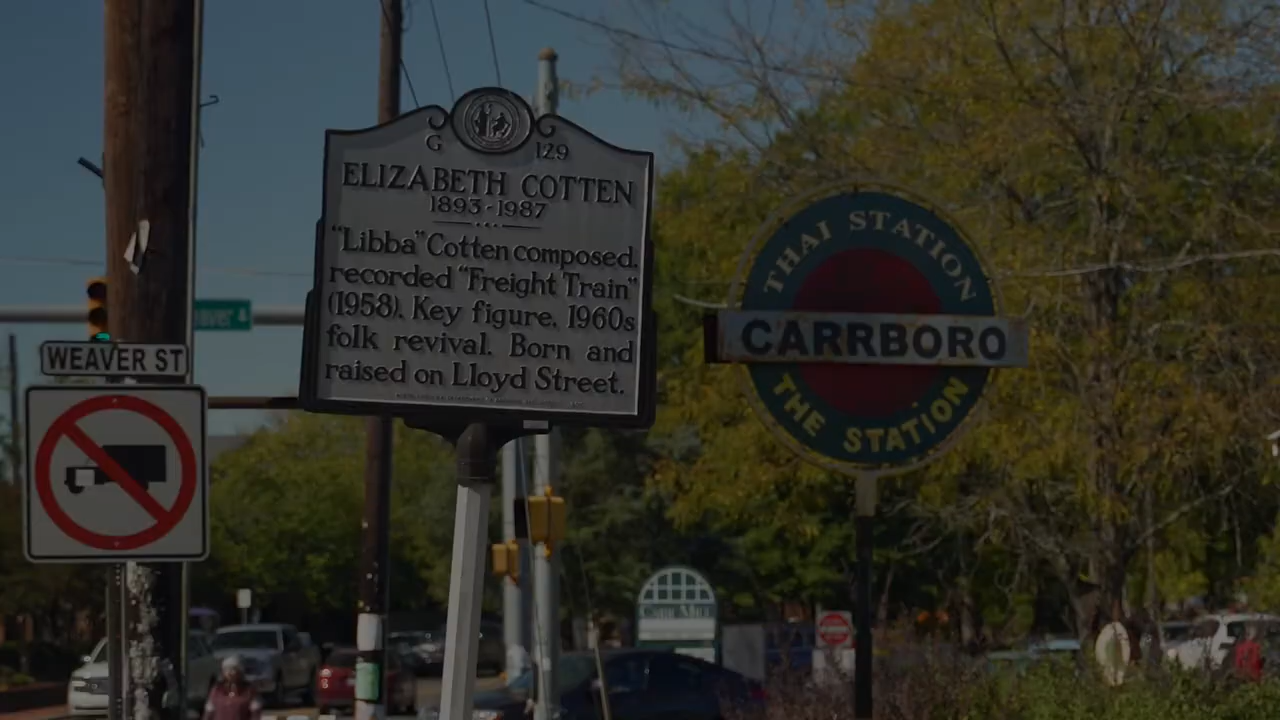 G 129
ELIZABETH COTTEN
1893-1987
"Libba" Cotten composed,
recorded "Freight Train"
(1958). Key figure, 1960s
folk revival. Born and
raised on Lloyd Street.
WEAVER ST
THAI STATION
CARRBORO
THE STATION